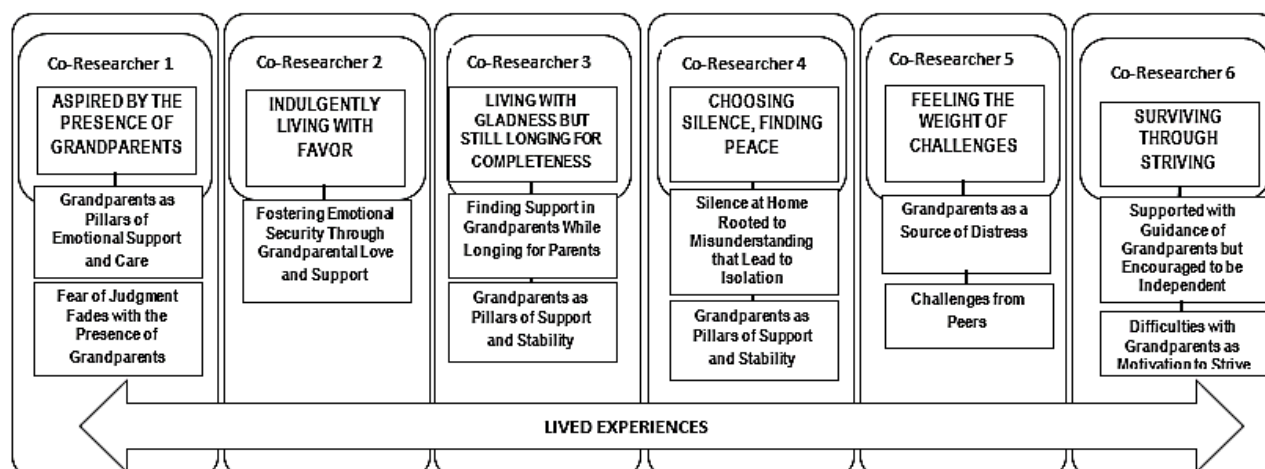 Co-Researcher 1
ASPIRED BY THE
PRESENCE OF
GRANDPARENTS
Grandparents as
Pillars of
Emotional Support
and Care
Fear of Judgment
Fades with the
Presence of
Grandparents
Co-Researcher 2
INDULGENTLY
LIVING WITH
FAVOR
Fostering Emotional
Security Through
Grandparental Love
and Support
Co-Researcher 3
LIVING WITH
GLADNESS BUT
STILL LONGING FOR
COMPLETENESS
Finding Support in
Grandparents While
Longing for Parents
Grandparents as
Pillars of Support
and Stability
Co-Researcher 4
CHOOSING
SILENCE, FINDING
PEACE
Silence at Home
Rooted to
Misunderstanding
that Lead to
Isolation
Grandparents as
Pillars of Support
and Stability
Co-Researcher 5
FEELING THE
WEIGHT OF
CHALLENGES
Grandparents as a
Source of Distress
Challenges from
Peers
Co-Researcher 6
SURVIVING
THROUGH
STRIVING
Supported with
Guidance of
Grandparents but
Encouraged to be
Independent
Difficulties with
Grandparents as
Motivation to Strive
LIVED EXPERIENCES